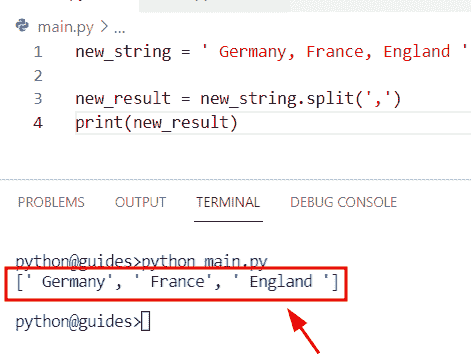 main.py > ...
1 new_string = ' Germany, France, England '
2
3 new_result = new_string.split(',')
4 print(new_result)
PROBLEMS OUTPUT TERMINAL DEBUG CONSOLE
python@guides>python main.py
[' Germany', ' France', ' England ']
python@guides>